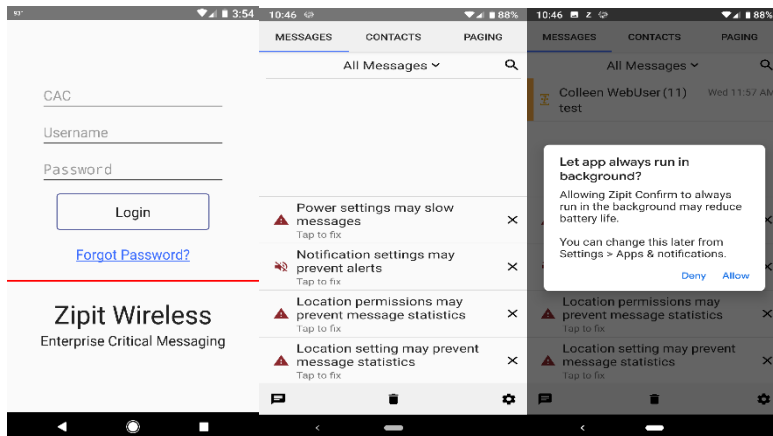 93°
3:54
CAC
Username
Password
Login
Forgot Password?
Zipit Wireless
Enterprise Critical Messaging
10:46
88%
MESSAGES CONTACTS PAGING
All Messages
Power settings may slow
messages
Tap to fix
Notification settings may
prevent alerts
Tap to fix
Location permissions may
prevent message statistics
Tap to fix
Location setting may prevent
message statistics
Tap to fix
10:46
88%
MESSAGES CONTACTS PAGING
All Messages
Colleen WebUser (11) Wed 11:57 AM
test
Let app always run in
background?
Allowing Zipit Confirm to always
run in the background may reduce
battery life.
You can change this later from
Settings > Apps & notifications.
Deny Allow
Location permissions may
prevent message statistics
Tap to fix
Location setting may prevent
message statistics
Tap to fix